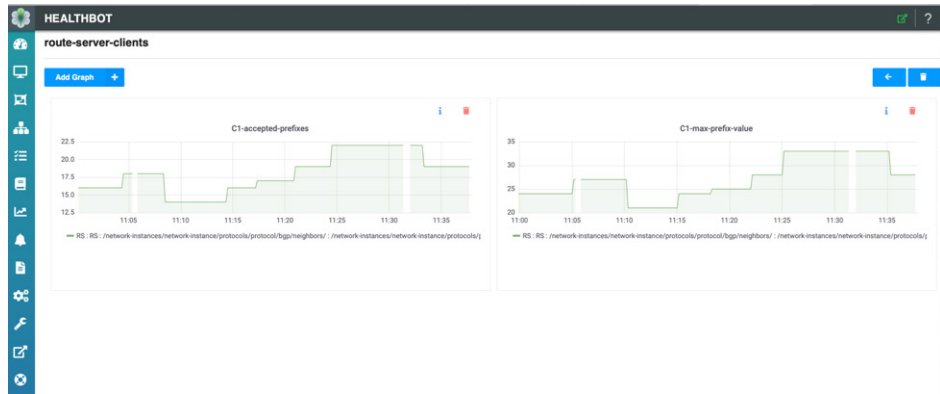 HEALTHBOT
?
route-server-clients
Add Graph +
i
C1-accepted-prefixes
22.5
20.0
17.5
15.0
12.5
11:05 11:10 11:15 11:20 11:25 11:30 11:35
RS : RS : /network-instances/network-instance/protocols/protocol/bgp/neighbors/ : /network-instances/network-instance/protocols/p
i
C1-max-prefix-value
35
30
25
20
11:00 11:05 11:10 11:15 11:20 11:25 11:30 11:35
RS : RS : /network-instances/network-instance/protocols/protocol/bgp/neighbors/ : /network-instances/network-instance/protocols/p